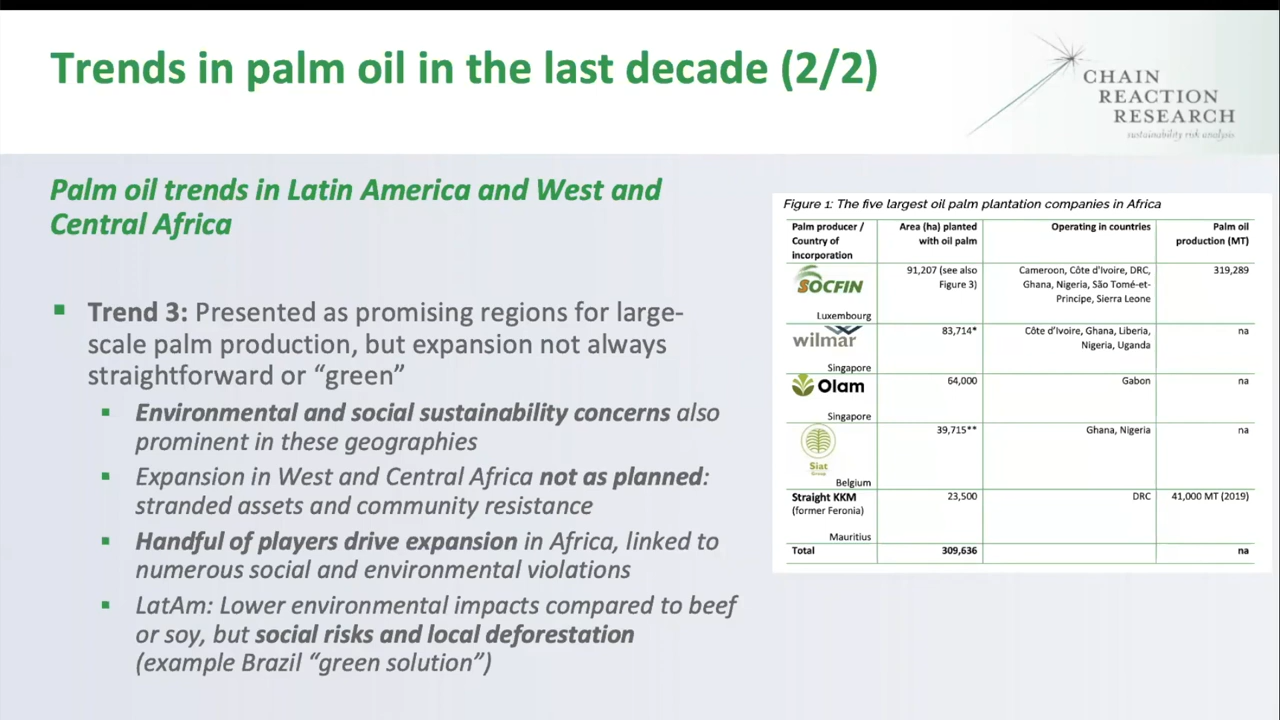 Trends in palm oil in the last decade (2/2)
CHAIN
REACTION
RESEARCH
sustainability risk analysis
Palm oil trends in Latin America and West and
Central Africa
Trend 3: Presented as promising regions for large-
scale palm production, but expansion not always
straightforward or “green”
Environmental and social sustainability concerns also
prominent in these geographies
Expansion in West and Central Africa not as planned:
stranded assets and community resistance
Handful of players drive expansion in Africa, linked to
numerous social and environmental violations
LatAm: Lower environmental impacts compared to beef
or soy, but social risks and local deforestation
(example Brazil “green solution”)
Figure 1: The five largest oil palm plantation companies in Africa
Palm producer / Area (ha) planted Operating in countries Palm oil
Country of with oil palm production (MT)
incorporation
SOCFIN 91,207 (see also Cameroon, Côte d'Ivoire, DRC, 319,289
Figure 3) Ghana, Nigeria, São Tomé-et-
Principe, Sierra Leone
Luxembourg
wilmar 83,714* Côte d’Ivoire, Ghana, Liberia, na
Nigeria, Uganda
Singapore
Olam 64,000 Gabon na
Singapore
39,715** Ghana, Nigeria na
Siat
Group
Belgium
Straight KKM 23,500 DRC 41,000 MT (2019)
(former Feronia)
Mauritius
Total 309,636 na